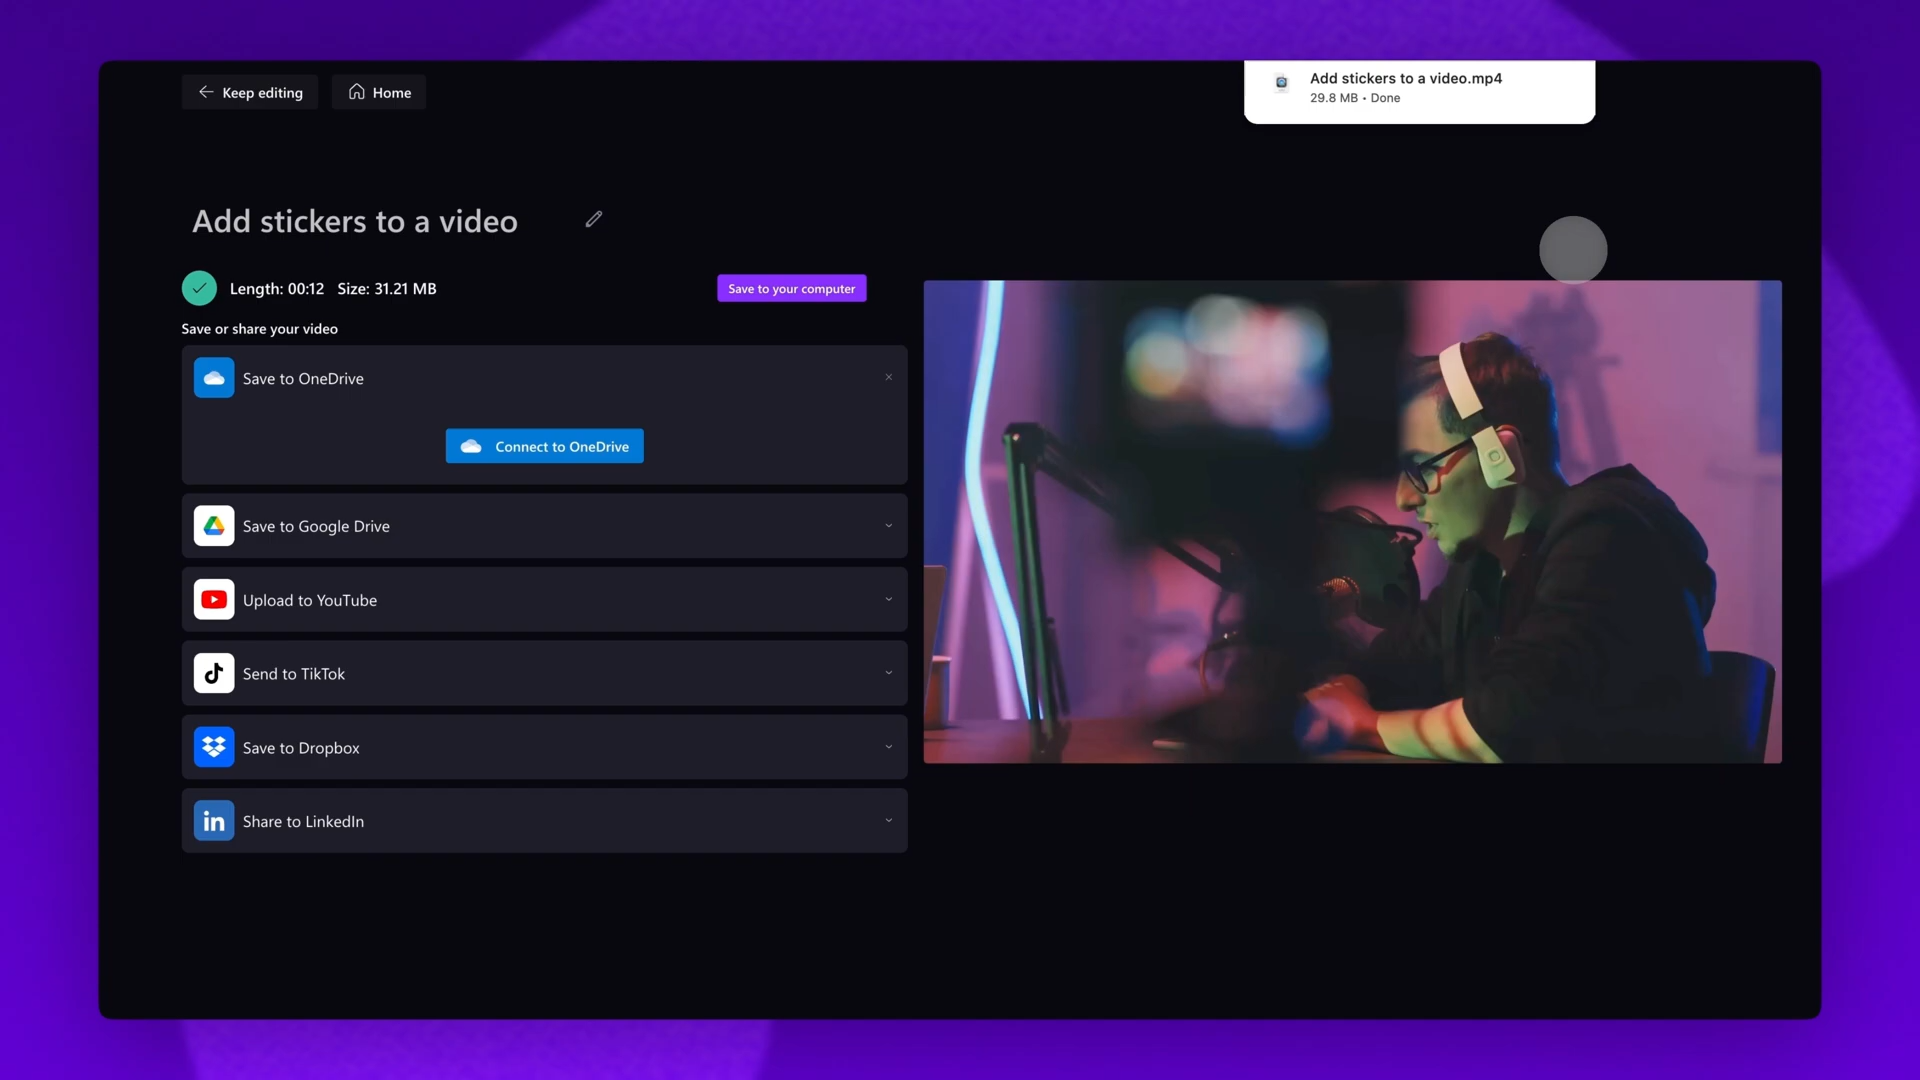 Keep editing
Home
Add stickers to a video.mp4
29.8 MB • Done
Add stickers to a video
Length: 00:12 Size: 31.21 MB
Save to your computer
Save or share your video
Save to OneDrive
Connect to OneDrive
Save to Google Drive
Upload to YouTube
Send to TikTok
Save to Dropbox
in Share to LinkedIn